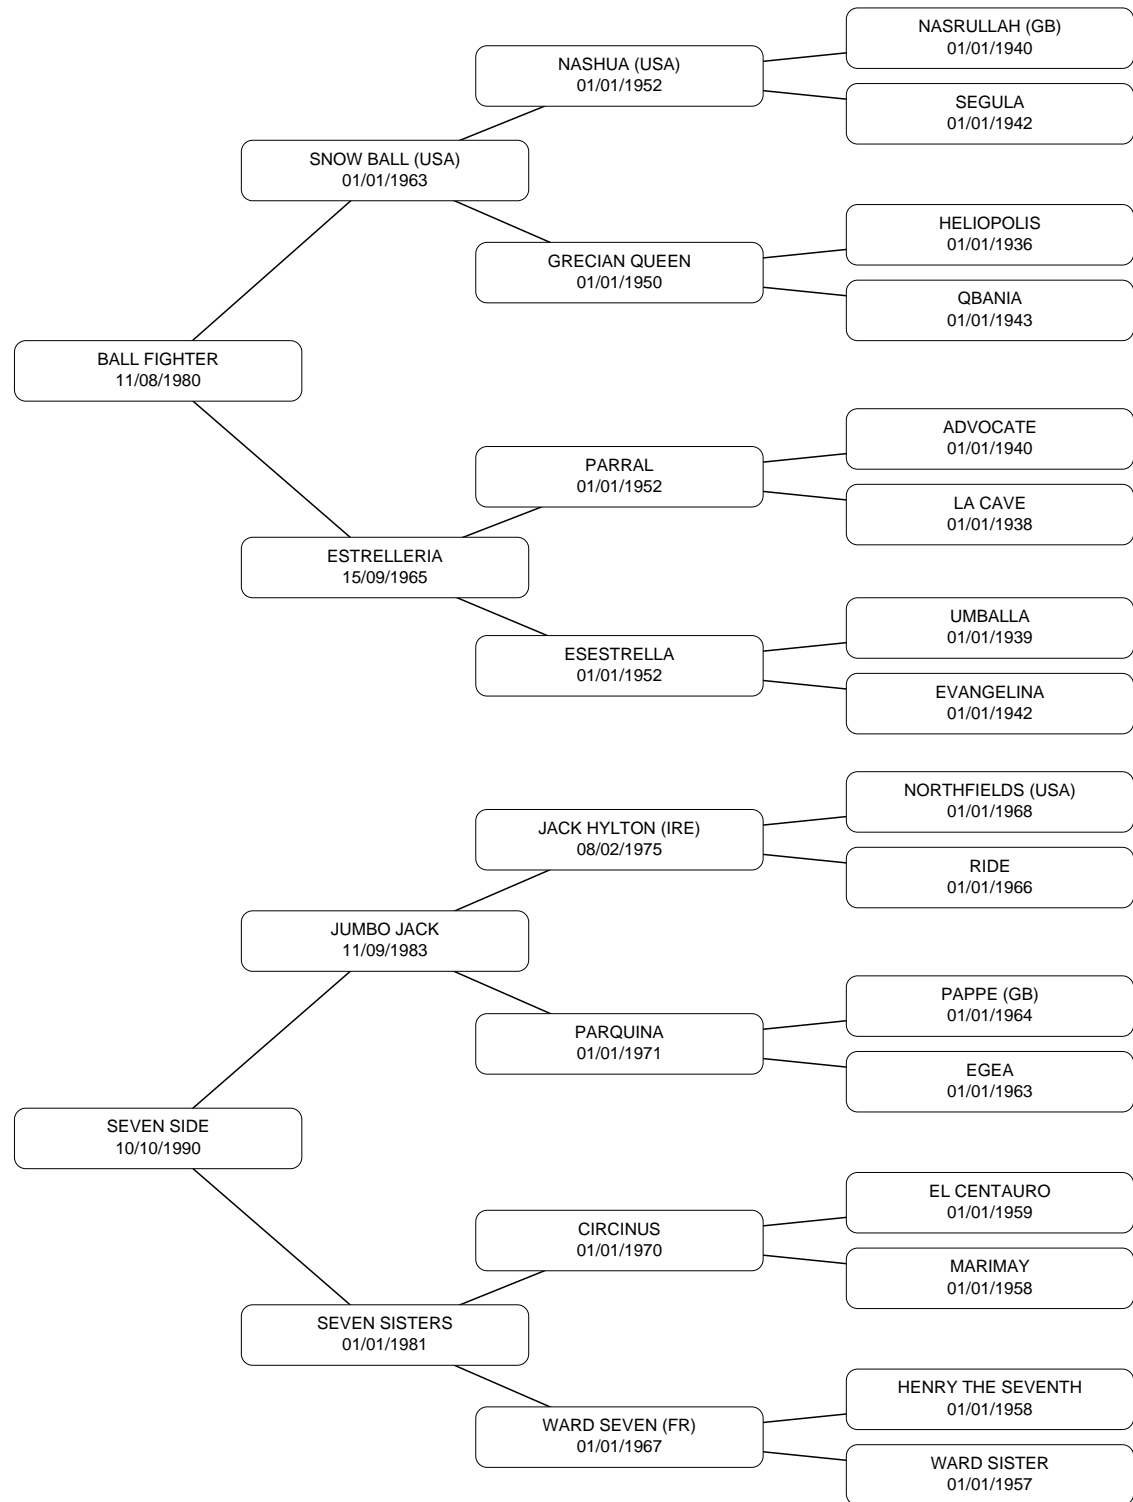 NASRULLAH (GB)
01/01/1940
NASHUA (USA)
01/01/1952
SEGULA
01/01/1942
SNOW BALL (USA)
01/01/1963
HELIOPOLIS
01/01/1936
GRECIAN QUEEN
01/01/1950
QBANIA
01/01/1943
BALL FIGHTER
11/08/1980
ADVOCATE
01/01/1940
PARRAL
01/01/1952
LA CAVE
01/01/1938
ESTRELLERIA
15/09/1965
UMBALLA
01/01/1939
ESESTRELLA
01/01/1952
EVANGELINA
01/01/1942
NORTHFIELDS (USA)
01/01/1968
JACK HYLTON (IRE)
08/02/1975
RIDE
01/01/1966
JUMBO JACK
11/09/1983
PAPPE (GB)
01/01/1964
PARQUINA
01/01/1971
EGEA
01/01/1963
SEVEN SIDE
10/10/1990
EL CENTAURO
01/01/1959
CIRCINUS
01/01/1970
MARIMAY
01/01/1958
SEVEN SISTERS
01/01/1981
HENRY THE SEVENTH
01/01/1958
WARD SEVEN (FR)
01/01/1967
WARD SISTER
01/01/1957